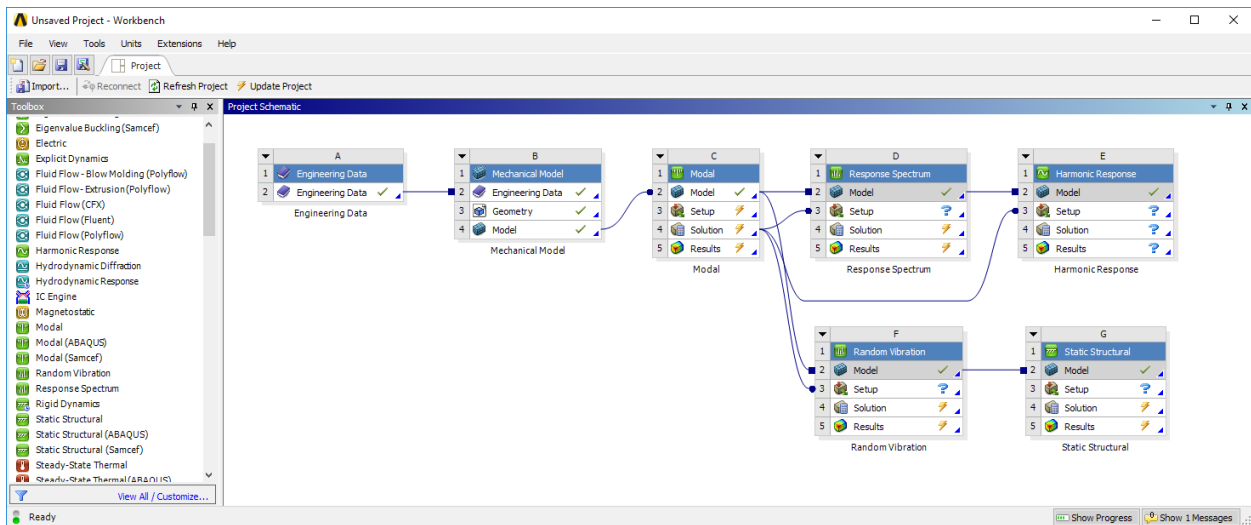 Unsaved Project - Workbench
File View Tools Units Extensions Help
Project
Import... Reconnect Refresh Project Update Project
Toolbox
Eigenvalue Buckling (Samcef)
Electric
Explicit Dynamics
Fluid Flow - Blow Molding (Polyflow)
Fluid Flow - Extrusion (Polyflow)
Fluid Flow (CFX)
Fluid Flow (Fluent)
Fluid Flow (Polyflow)
Harmonic Response
Hydrodynamic Diffraction
Hydrodynamic Response
IC Engine
Magnetostatic
Modal
Modal (ABAQUS)
Modal (Samcef)
Random Vibration
Response Spectrum
Rigid Dynamics
Static Structural
Static Structural (ABAQUS)
Static Structural (Samcef)
Steady-State Thermal
Steady-State Thermal (ABAQUS)
View All / Customize...
Project Schematic
A
1 Engineering Data
2 Engineering Data
Engineering Data
B
1 Mechanical Model
2 Engineering Data
3 Geometry
4 Model
Mechanical Model
C
1 Modal
2 Model
3 Setup
4 Solution
5 Results
Modal
D
1 Response Spectrum
2 Model
3 Setup ?
4 Solution
5 Results
Response Spectrum
E
1 Harmonic Response
2 Model
3 Setup ?
4 Solution ?
5 Results ?
Harmonic Response
F
1 Random Vibration
2 Model
3 Setup ?
4 Solution
5 Results
Random Vibration
G
1 Static Structural
2 Model
3 Setup ?
4 Solution
5 Results
Static Structural
Ready
Show Progress Show 1 Messages